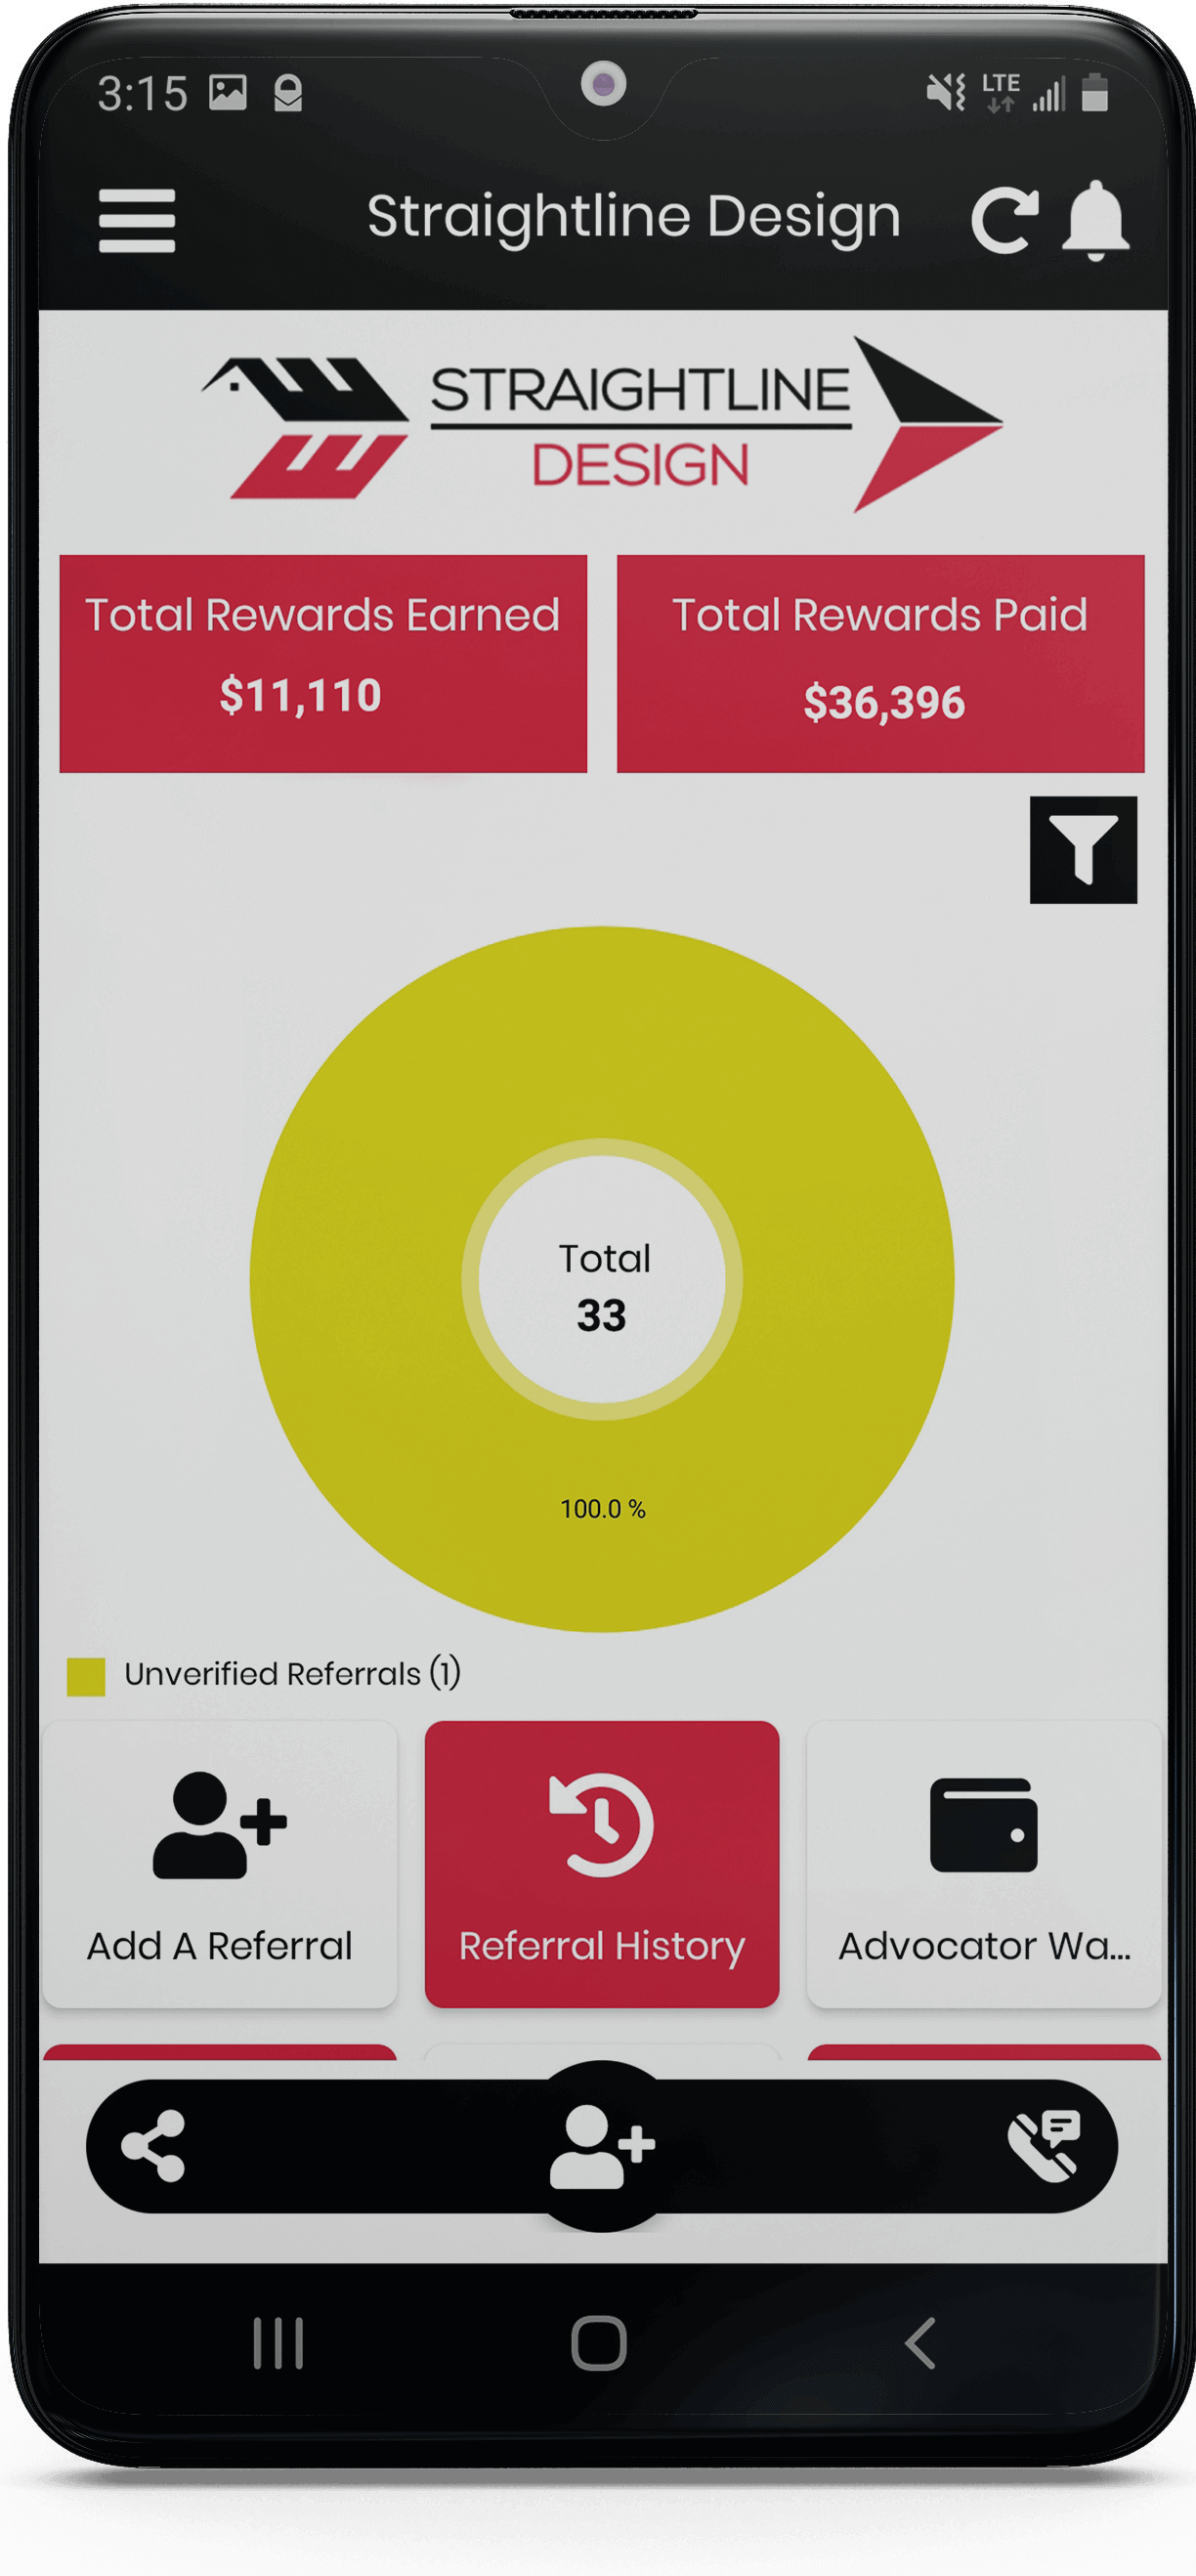 3:15 LTE
Straightline Design
STRAIGHTLINE
DESIGN
Total Rewards Earned
$11,110
Total Rewards Paid
$36,396
Total
33
100.0 %
Unverified Referrals (1)
Add A Referral
Referral History
Advocator Wa...